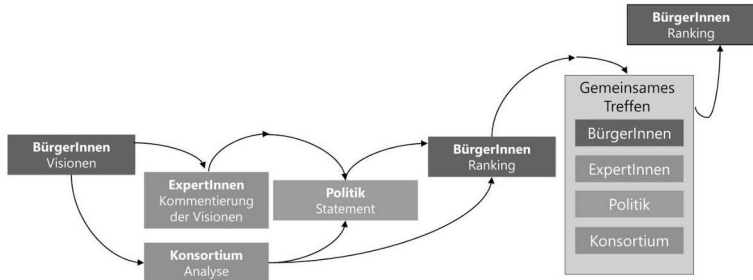 BürgerInnen
Visionen
ExpertInnen
Kommentierung
der Visionen
Konsortium
Analyse
Politik
Statement
BürgerInnen
Ranking
Gemeinsames
Treffen
BürgerInnen
ExpertInnen
Politik
Konsortium
BürgerInnen
Ranking